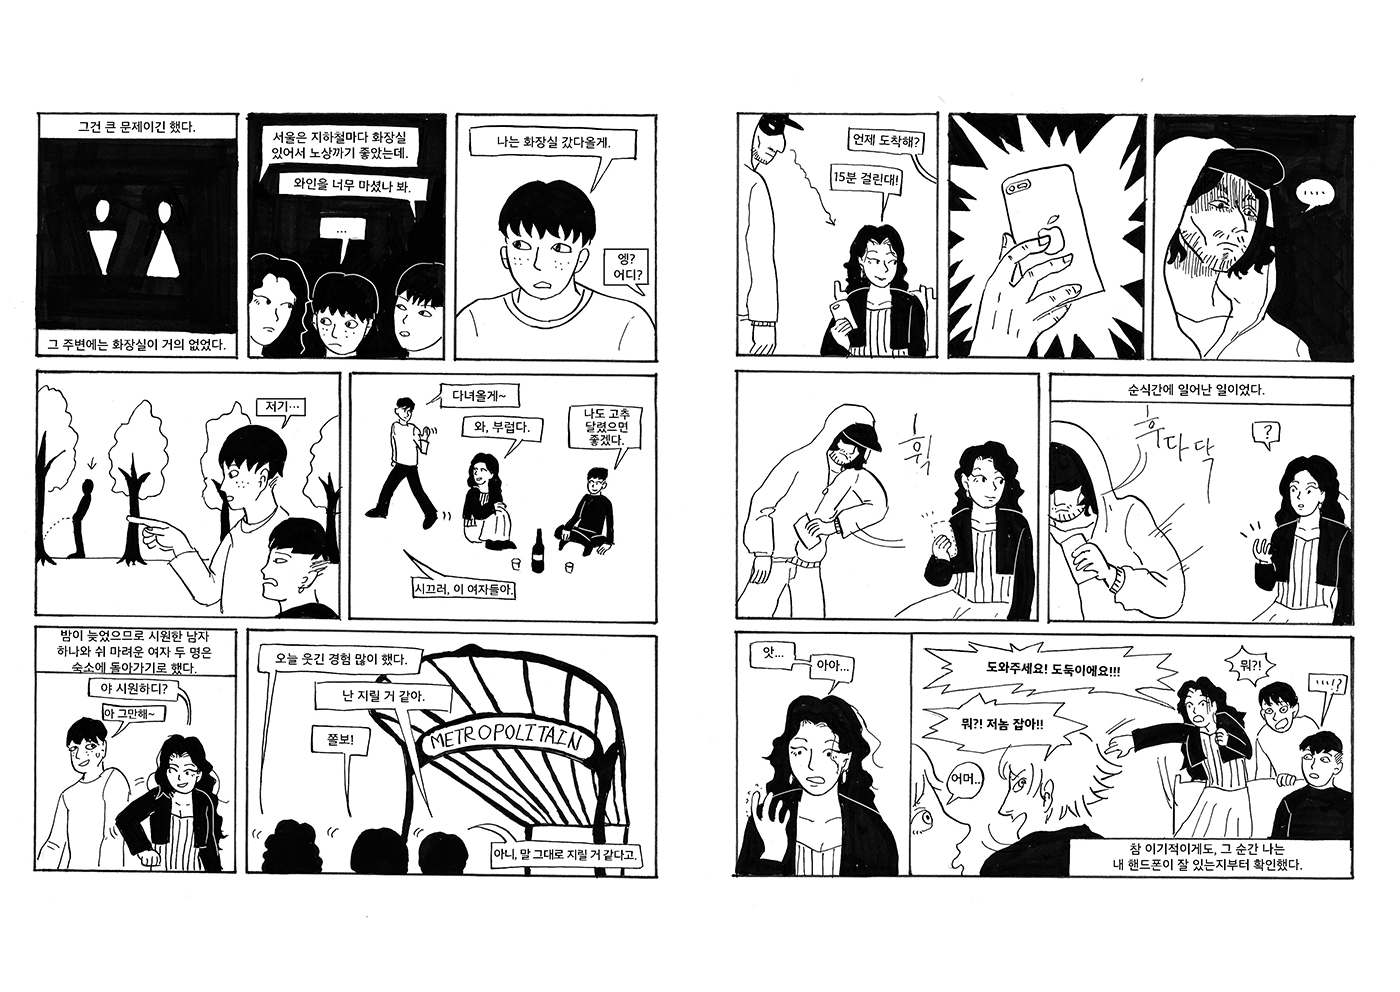 그건 큰 문제이긴 했다.
그 주변에는 화장실이 거의 없었다.
서울은 지하철마다 화장실
있어서 노상까기 좋았는데.
와인을 너무 마셨나 봐.
...
나는 화장실 갔다올게.
엥?
어디?
저기…
다녀올게~
와, 부럽다.
나도 고추
달렸으면
좋겠다.
시끄러, 이 여자들아.
밤이 늦었으므로 시원한 남자
하나와 쉬 마려운 여자 두 명은
숙소에 돌아가기로 했다.
야 시원하디?
아 그만해~
오늘 웃긴 경험 많이 했다.
난 지릴 거 같아.
쫄보!
METROPOLITAIN
아니, 말 그대로 지릴 거 같다고.
언제 도착해?
15분 걸린대!
....
휙
순식간에 일어난 일이었다.
후다닥
?
앗...
아아...
도와주세요! 도둑이에요!!!
뭐?! 저놈 잡아!!
어머..
뭐?!
...!?
참 이기적이게도, 그 순간 나는
내 핸드폰이 잘 있는지부터 확인했다.